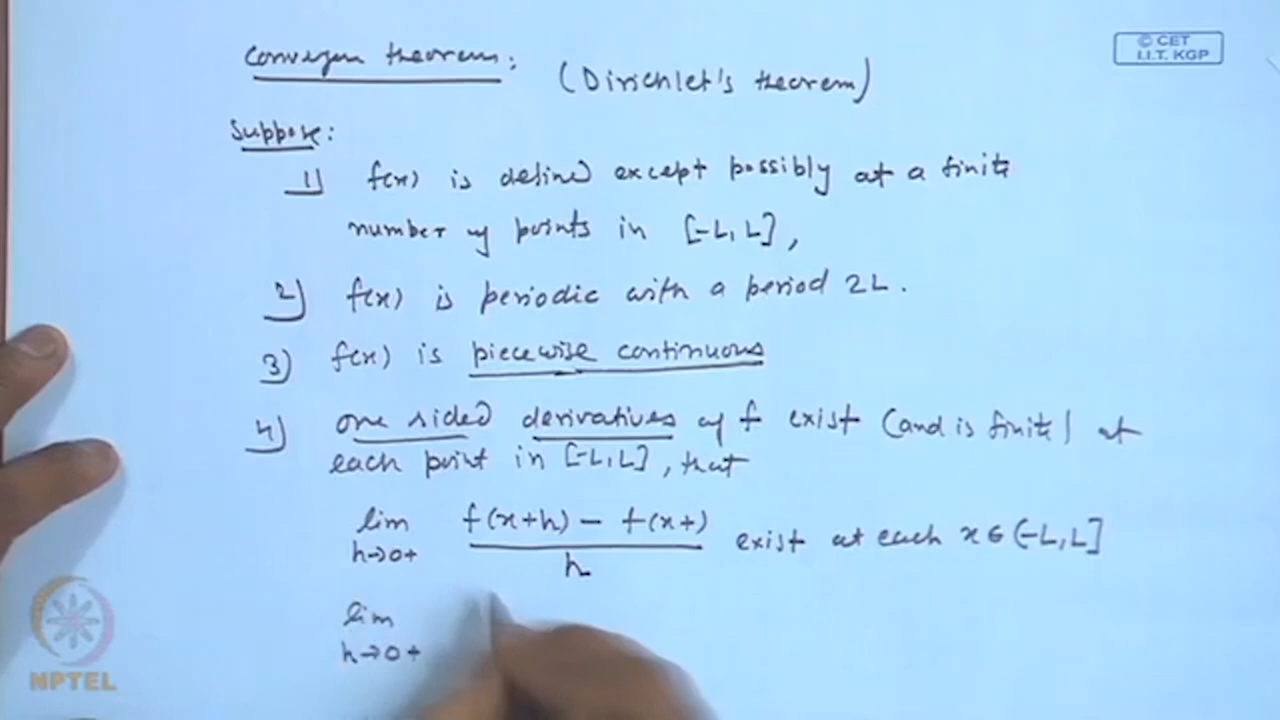 © CET
I.I.T. KGP
Convergen theorem:
(Dirichlet's theorem)
Suppose:
1) f(x) is defined except possibly at a finite
number of points in [-L, L],
2) f(x) is periodic with a period 2L.
3) f(x) is piecewise continuous
4) one sided derivatives of f exist (and is finite) at
each point in [-L, L], that
lim h→0+ f(x+h) - f(x+) / h exist at each x ∈ (-L, L]
lim h→0+
NPTEL